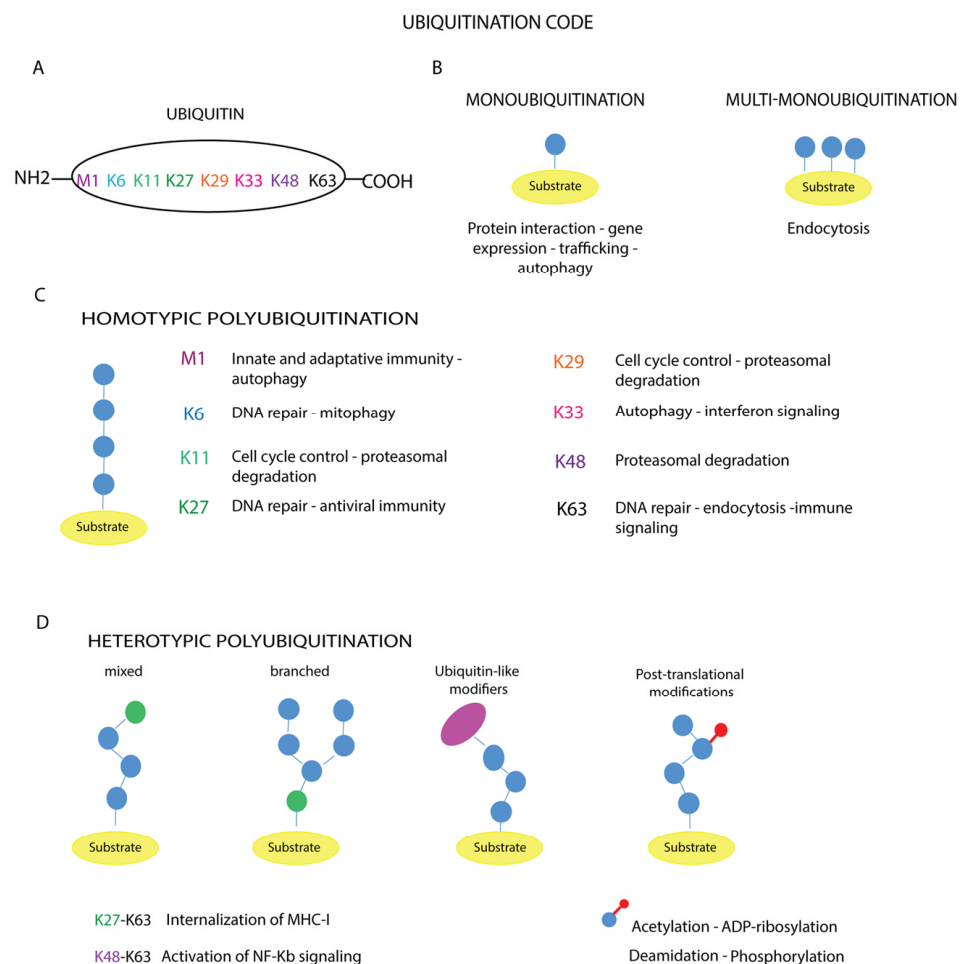 UBIQUITINATION CODE
A
UBIQUITIN
NH2
M1 K6 K11 K27 K29 K33 K48 K63
COOH
B
MONOUBIQUITINATION
Substrate
Protein interaction - gene
expression - trafficking -
autophagy
MULTI-MONOUBIQUITINATION
Substrate
Endocytosis
C
HOMOTYPIC POLYUBIQUITINATION
Substrate
M1 Innate and adaptative immunity -
autophagy
K6 DNA repair - mitophagy
K11 Cell cycle control - proteasomal
degradation
K27 DNA repair - antiviral immunity
K29 Cell cycle control - proteasomal
degradation
K33 Autophagy - interferon signaling
K48 Proteasomal degradation
K63 DNA repair - endocytosis -immune
signaling
D
HETEROTYPIC POLYUBIQUITINATION
mixed
Substrate
branched
Substrate
Ubiquitin-like
modifiers
Substrate
Post-translational
modifications
Substrate
K27-K63 Internalization of MHC-I
K48-K63 Activation of NF-Kb signaling
Acetylation - ADP-ribosylation
Deamidation - Phosphorylation